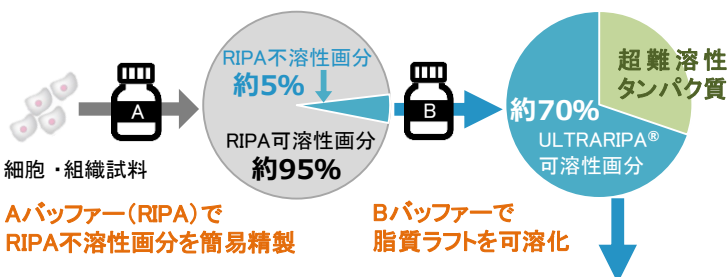 A
細胞・組織試料
Aバッファー（RIPA）で
RIPA不溶性画分を簡易精製
RIPA不溶性画分
約5%
RIPA可溶性画分
約95%
B
Bバッファーで
脂質ラフトを可溶化
超難溶性
タンパク質
約70%
ULTRARIPA®
可溶性画分